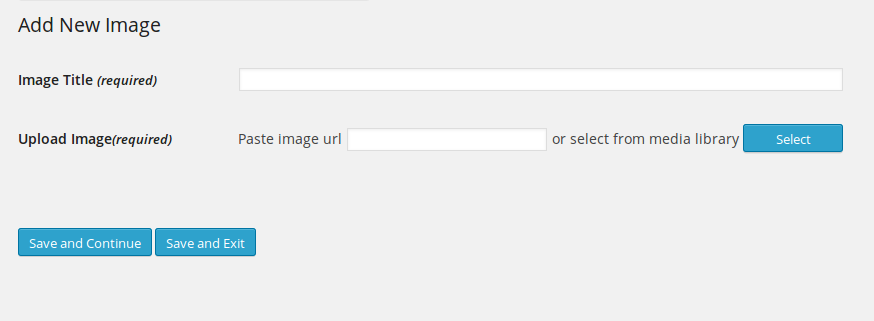 Add New Image
Image Title (required)
Upload Image(required) Paste image url or select from media library Select
Save and Continue Save and Exit